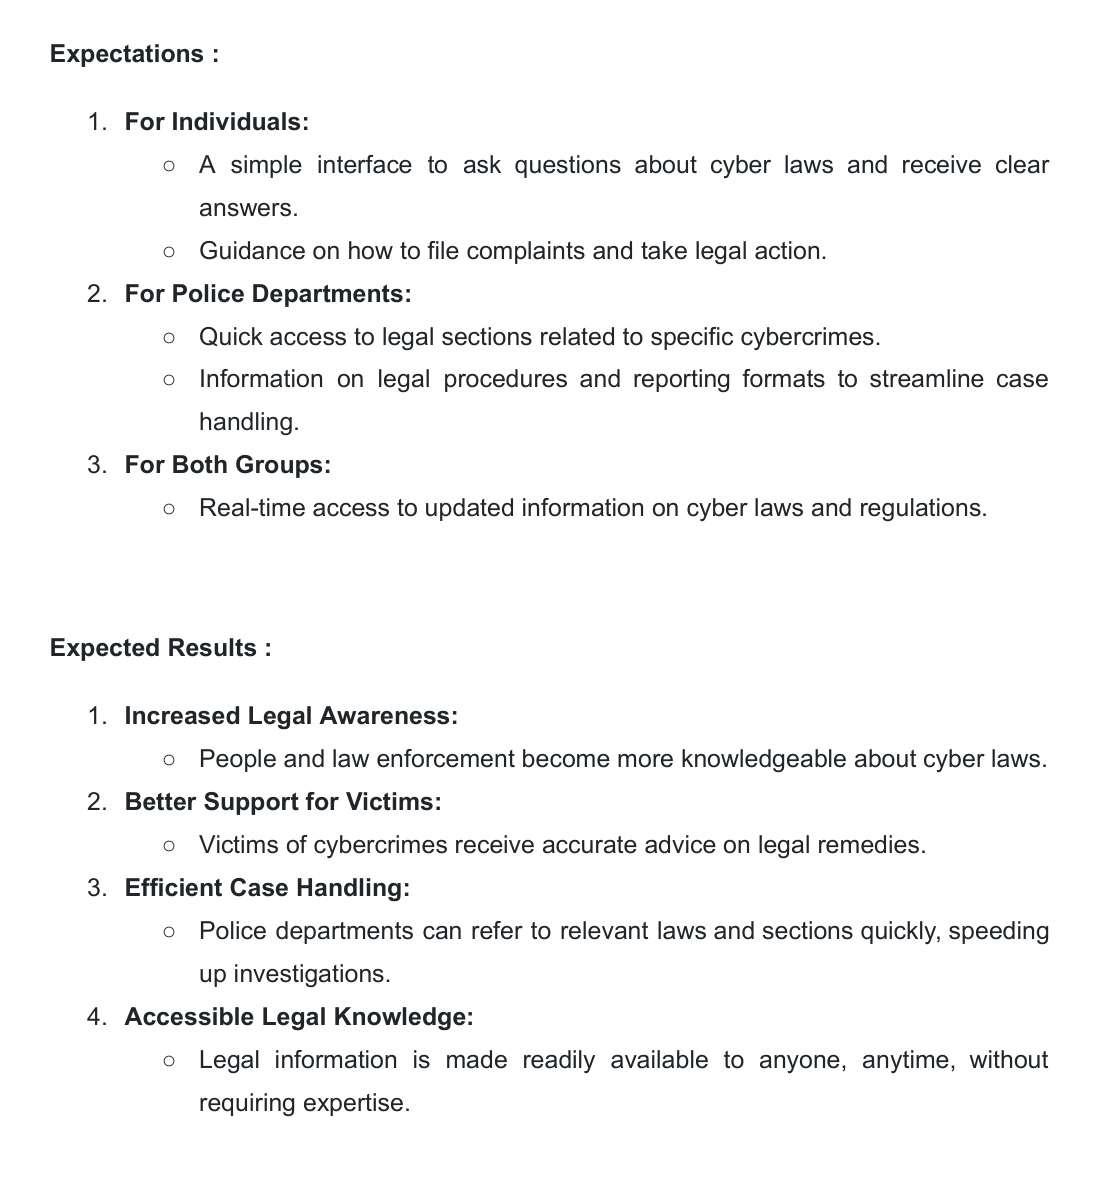 Expectations :
1. For Individuals:
○ A simple interface to ask questions about cyber laws and receive clear
answers.
○ Guidance on how to file complaints and take legal action.
2. For Police Departments:
○ Quick access to legal sections related to specific cybercrimes.
○ Information on legal procedures and reporting formats to streamline case
handling.
3. For Both Groups:
○ Real-time access to updated information on cyber laws and regulations.
Expected Results :
1. Increased Legal Awareness:
○ People and law enforcement become more knowledgeable about cyber laws.
2. Better Support for Victims:
○ Victims of cybercrimes receive accurate advice on legal remedies.
3. Efficient Case Handling:
○ Police departments can refer to relevant laws and sections quickly, speeding
up investigations.
4. Accessible Legal Knowledge:
○ Legal information is made readily available to anyone, anytime, without
requiring expertise.